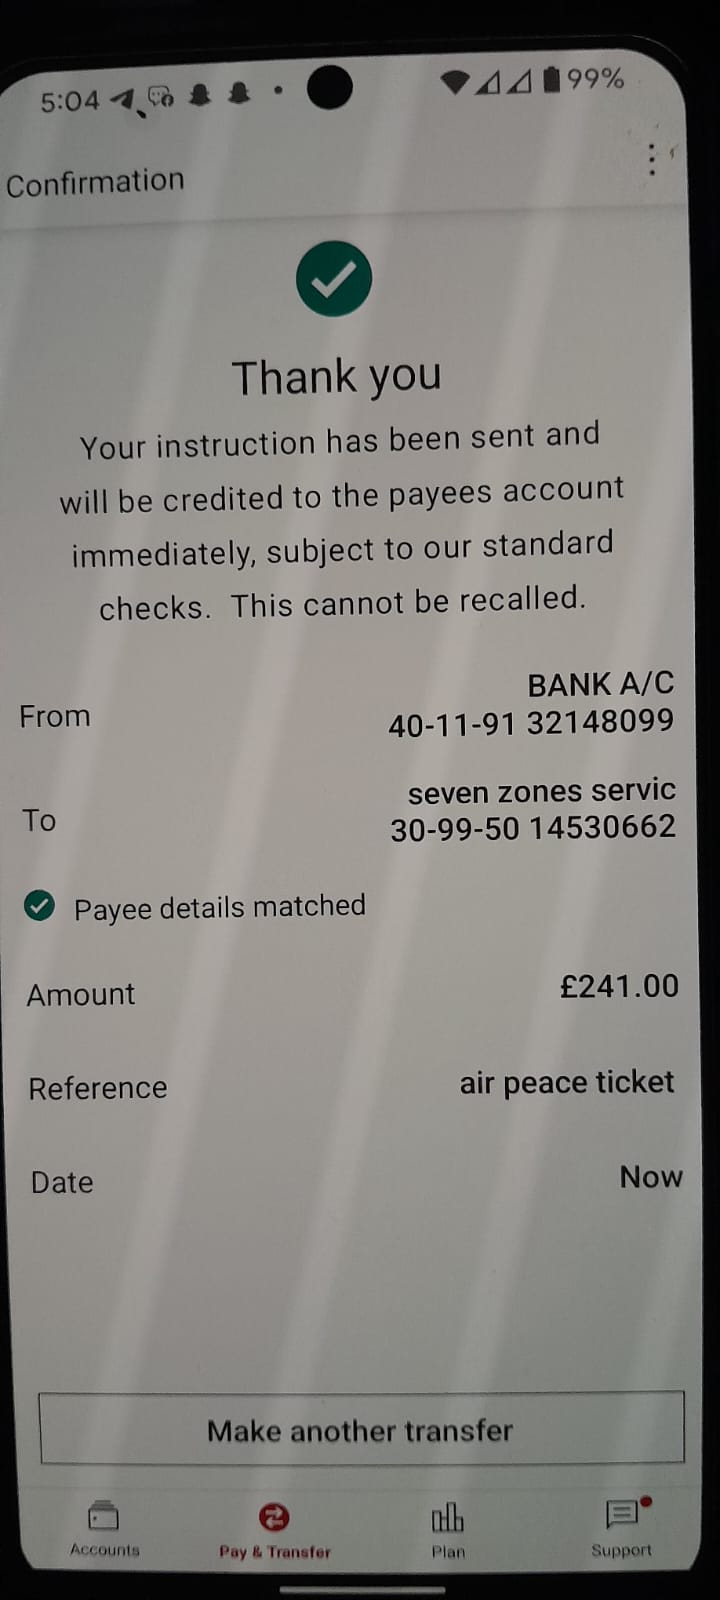 5:04
99%
Confirmation
Thank you
Your instruction has been sent and
will be credited to the payees account
immediately, subject to our standard
checks.  This cannot be recalled.
From
BANK A/C
40-11-91 32148099
To
seven zones servic
30-99-50 14530662
Payee details matched
Amount
£241.00
Reference
air peace ticket
Date
Now
Make another transfer
Accounts
Pay & Transfer
Plan
Support